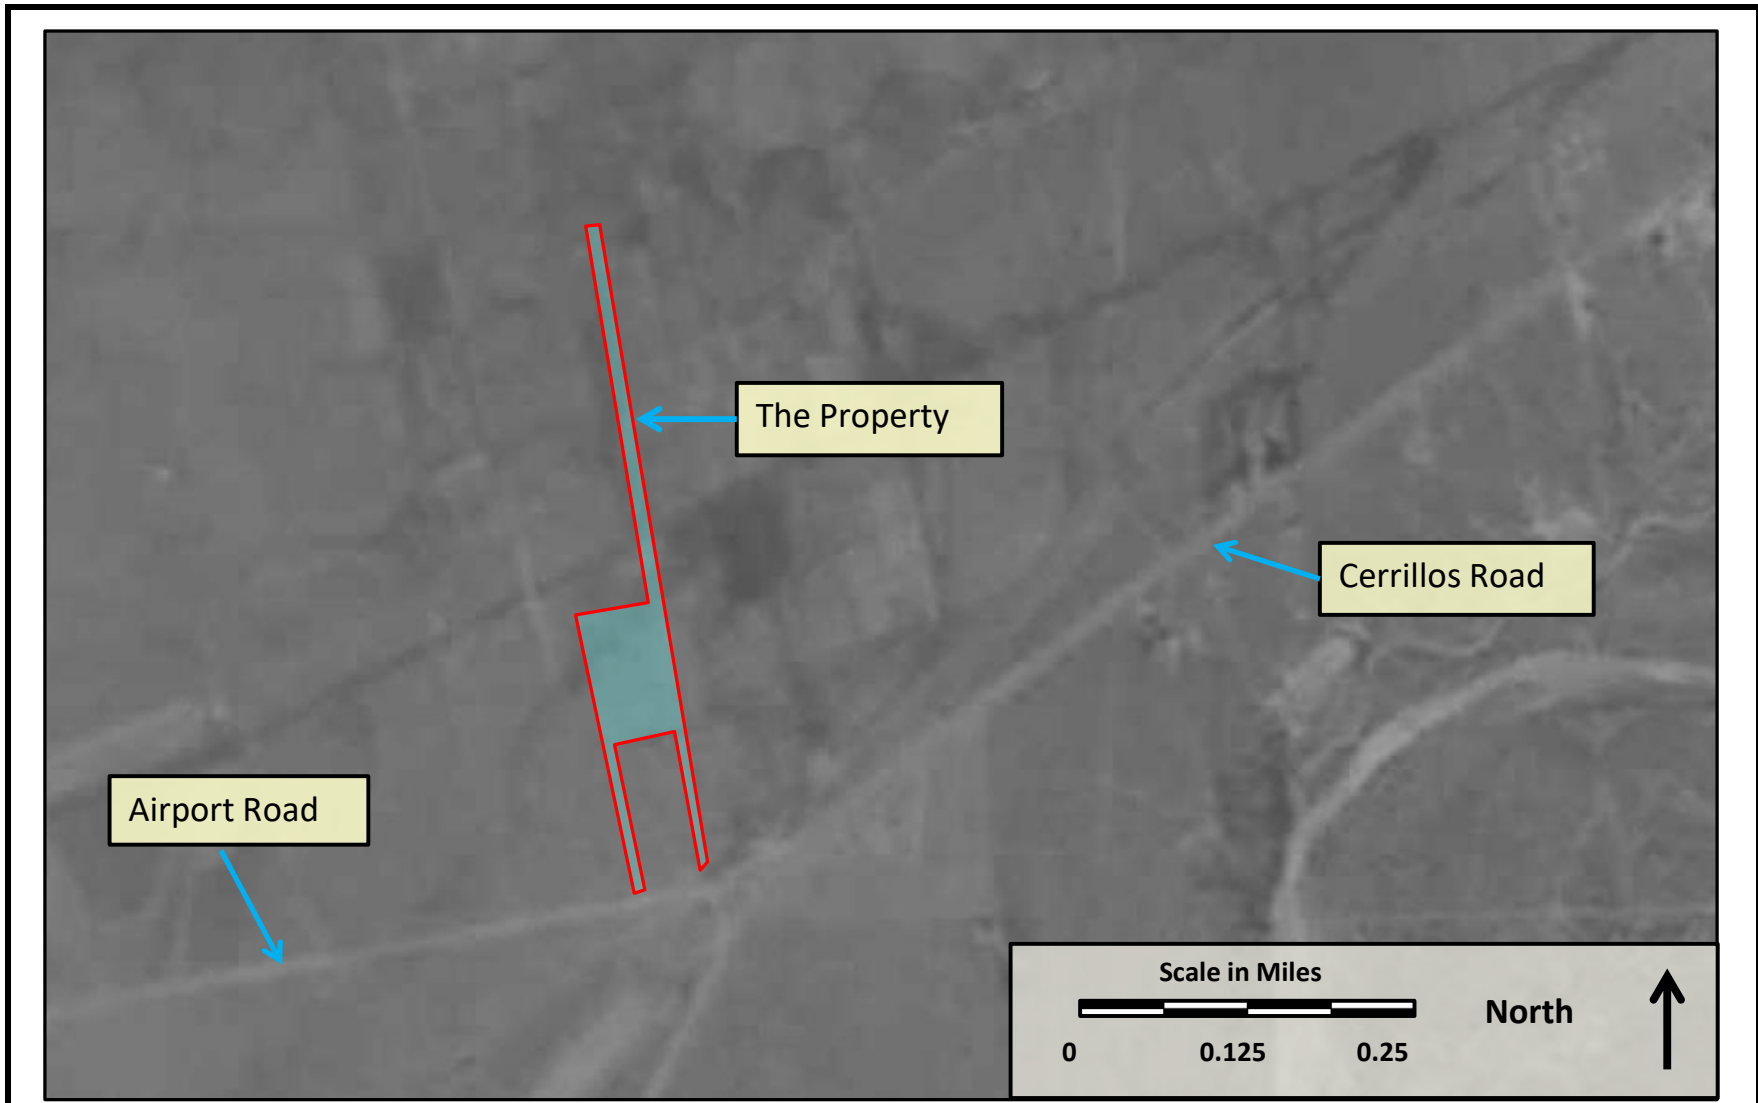 The Property
Cerrillos Road
Airport Road
Scale in Miles
North
0 0.125 0.25